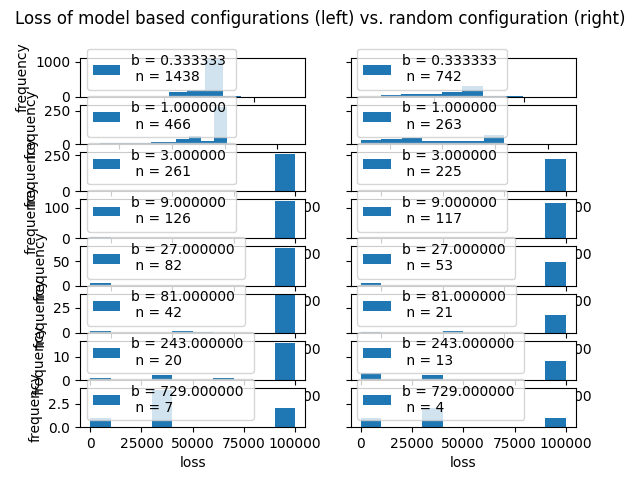 Loss of model based configurations (left) vs. random configuration (right)
frequency
1000
0
b = 0.333333
n = 1438
b = 0.333333
n = 742
frequency
250
0
b = 1.000000
n = 466
b = 1.000000
n = 263
frequency
250
0
b = 3.000000
n = 261
b = 3.000000
n = 225
frequency
100
0
b = 9.000000
n = 126
b = 9.000000
n = 117
frequency
50
0
b = 27.000000
n = 82
b = 27.000000
n = 53
frequency
25
0
b = 81.000000
n = 42
b = 81.000000
n = 21
frequency
10
0
b = 243.000000
n = 20
b = 243.000000
n = 13
frequency
2.5
0.0
b = 729.000000
n = 7
b = 729.000000
n = 4
0 25000 50000 75000 100000 0 25000 50000 75000 100000
loss loss